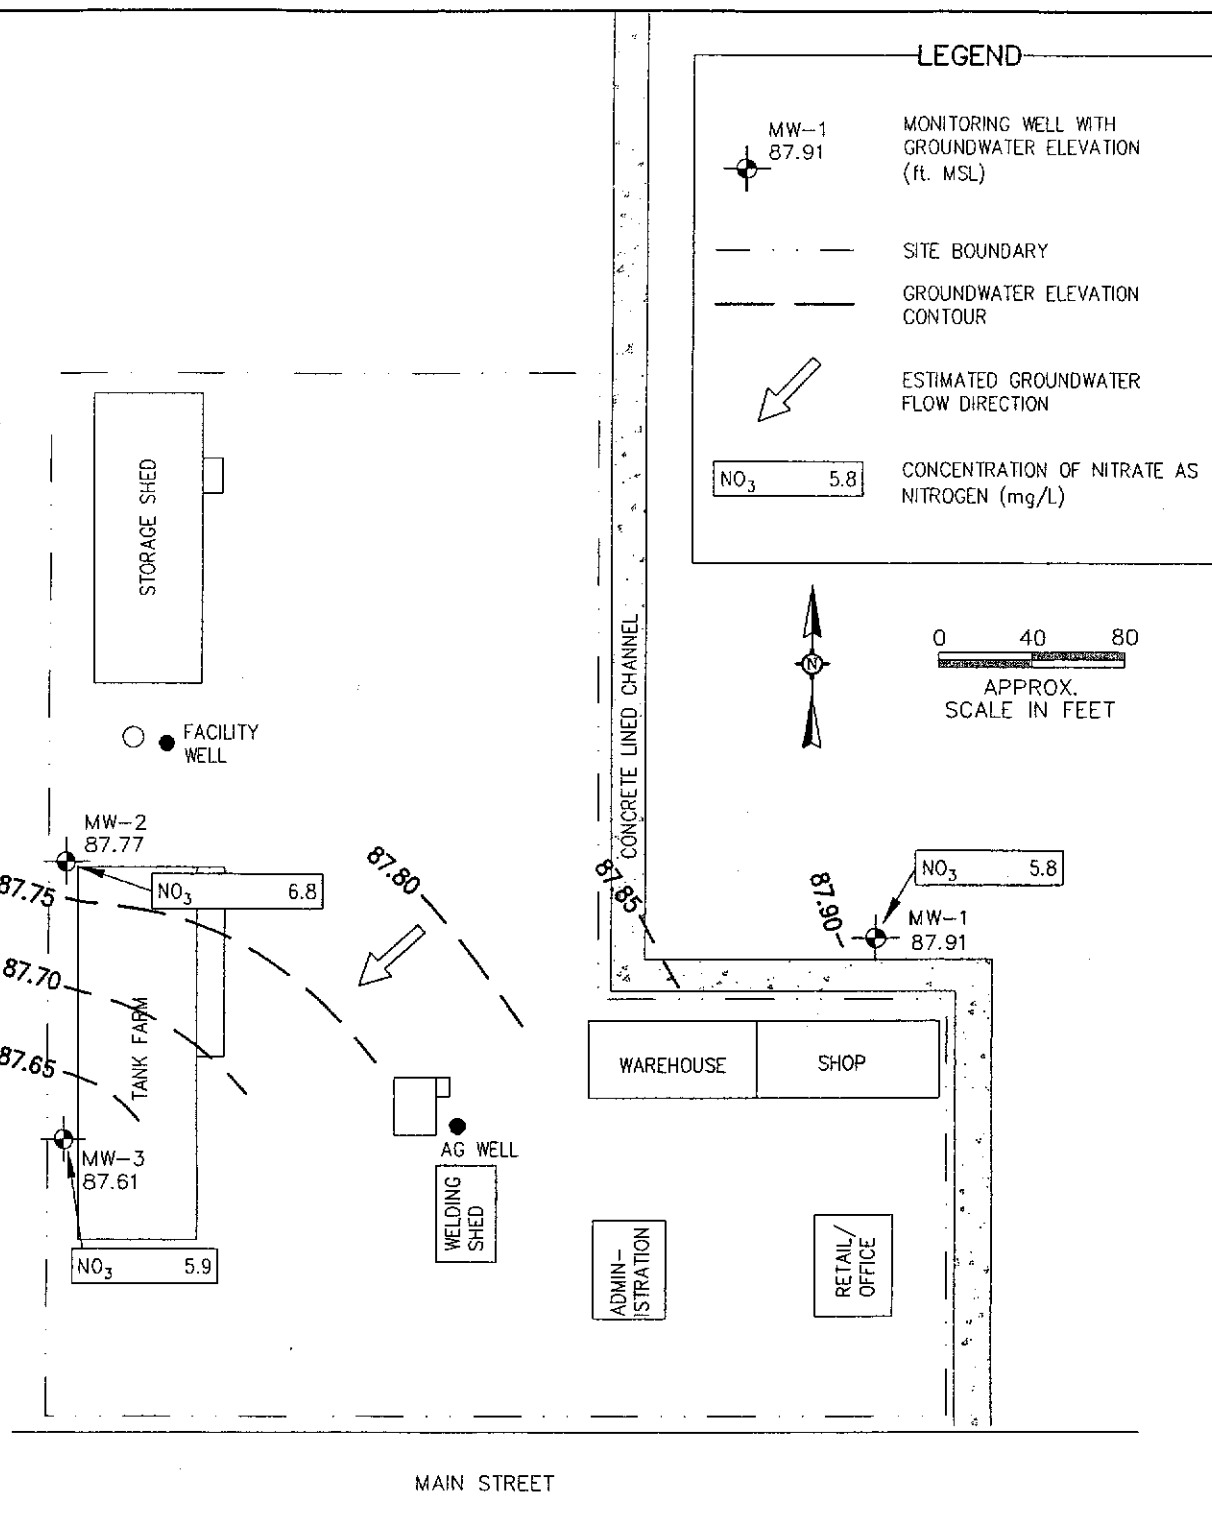 LEGEND
MW-1
87.91
MONITORING WELL WITH
GROUNDWATER ELEVATION
(ft. MSL)
SITE BOUNDARY
GROUNDWATER ELEVATION
CONTOUR
ESTIMATED GROUNDWATER
FLOW DIRECTION
NO3 5.8
CONCENTRATION OF NITRATE AS
NITROGEN (mg/L)
STORAGE SHED
CONCRETE LINED CHANNEL
N
0 40 80
APPROX.
SCALE IN FEET
FACILITY
WELL
MW-2
87.77
NO3 6.8
87.75
87.80
87.85
87.90
NO3 5.8
MW-1
87.91
87.70
87.65
TANK FARM
WAREHOUSE
SHOP
MW-3
87.61
AG WELL
WELDING
SHED
NO3 5.9
ADMIN-
ISTRATION
RETAIL/
OFFICE
MAIN STREET